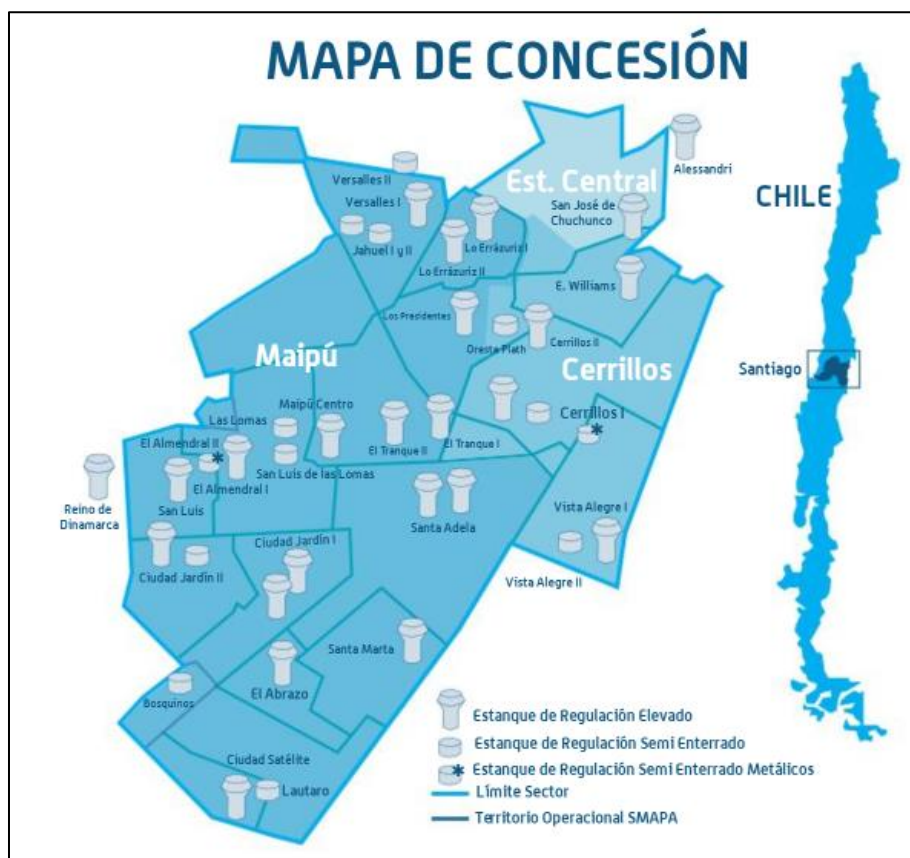 MAPA DE CONCESIÓN
Alessandri
Est. Central
Versalles II
Versalles I
San José de
Chuchunco
CHILE
Jahuel I y II
Lo Errázuriz I
Lo Errázuriz II
E. Williams
Los Presidentes
Oreste Plath
Cerrillos II
Maipú
Cerrillos
Santiago
Maipú Centro
Las Lomas
Cerrillos I
El Almendral II
El Tranque II
El Tranque I
San Luis de las Lomas
El Almendral I
Reino de
Dinamarca
San Luis
Santa Adela
Vista Alegre I
Ciudad Jardín I
Ciudad Jardín II
Vista Alegre II
Santa Marta
El Abrazo
Bosquinos
Ciudad Satélite
Lautaro
Estanque de Regulación Elevado
Estanque de Regulación Semi Enterrado
Estanque de Regulación Semi Enterrado Metálicos
Límite Sector
Territorio Operacional SMAPA